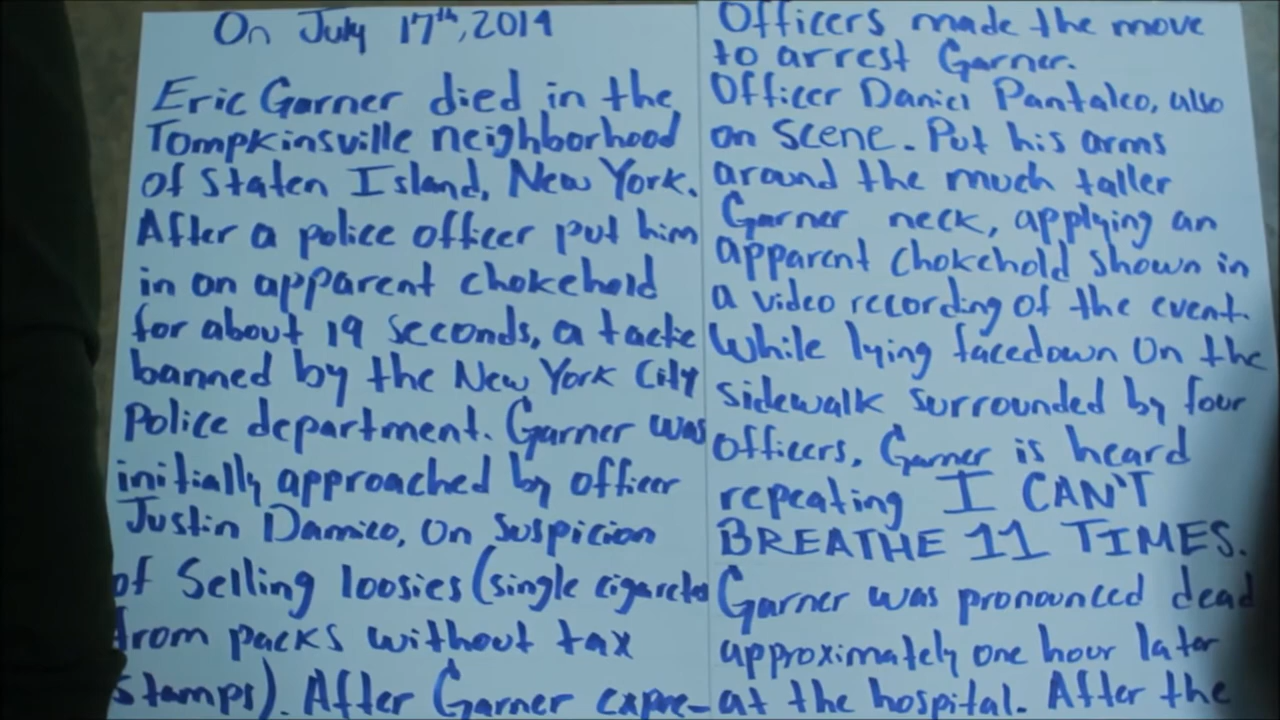 On July 17th, 2014
Eric Garner died in the
Tompkinsville neighborhood
of Staten Island, New York.
After a police officer put him
in an apparent chokehold
for about 19 seconds, a tactic
banned by the New York City
Police department. Garner was
initially approached by officer
Justin Damico, on suspicion
of Selling loosies (single cigarettes
from packs without tax
stamps). After Garner expre-
Officers made the move
to arrest Garner.
Officer Daniel Pantaleo, also
on scene. Put his arms
around the much taller
Garner neck, applying an
apparent chokehold shown in
a video recording of the event.
While lying facedown on the
sidewalk surrounded by four
officers, Garner is heard
repeating I CAN'T
BREATHE 11 TIMES.
Garner was pronounced dead
approximately one hour later
at the hospital. After the